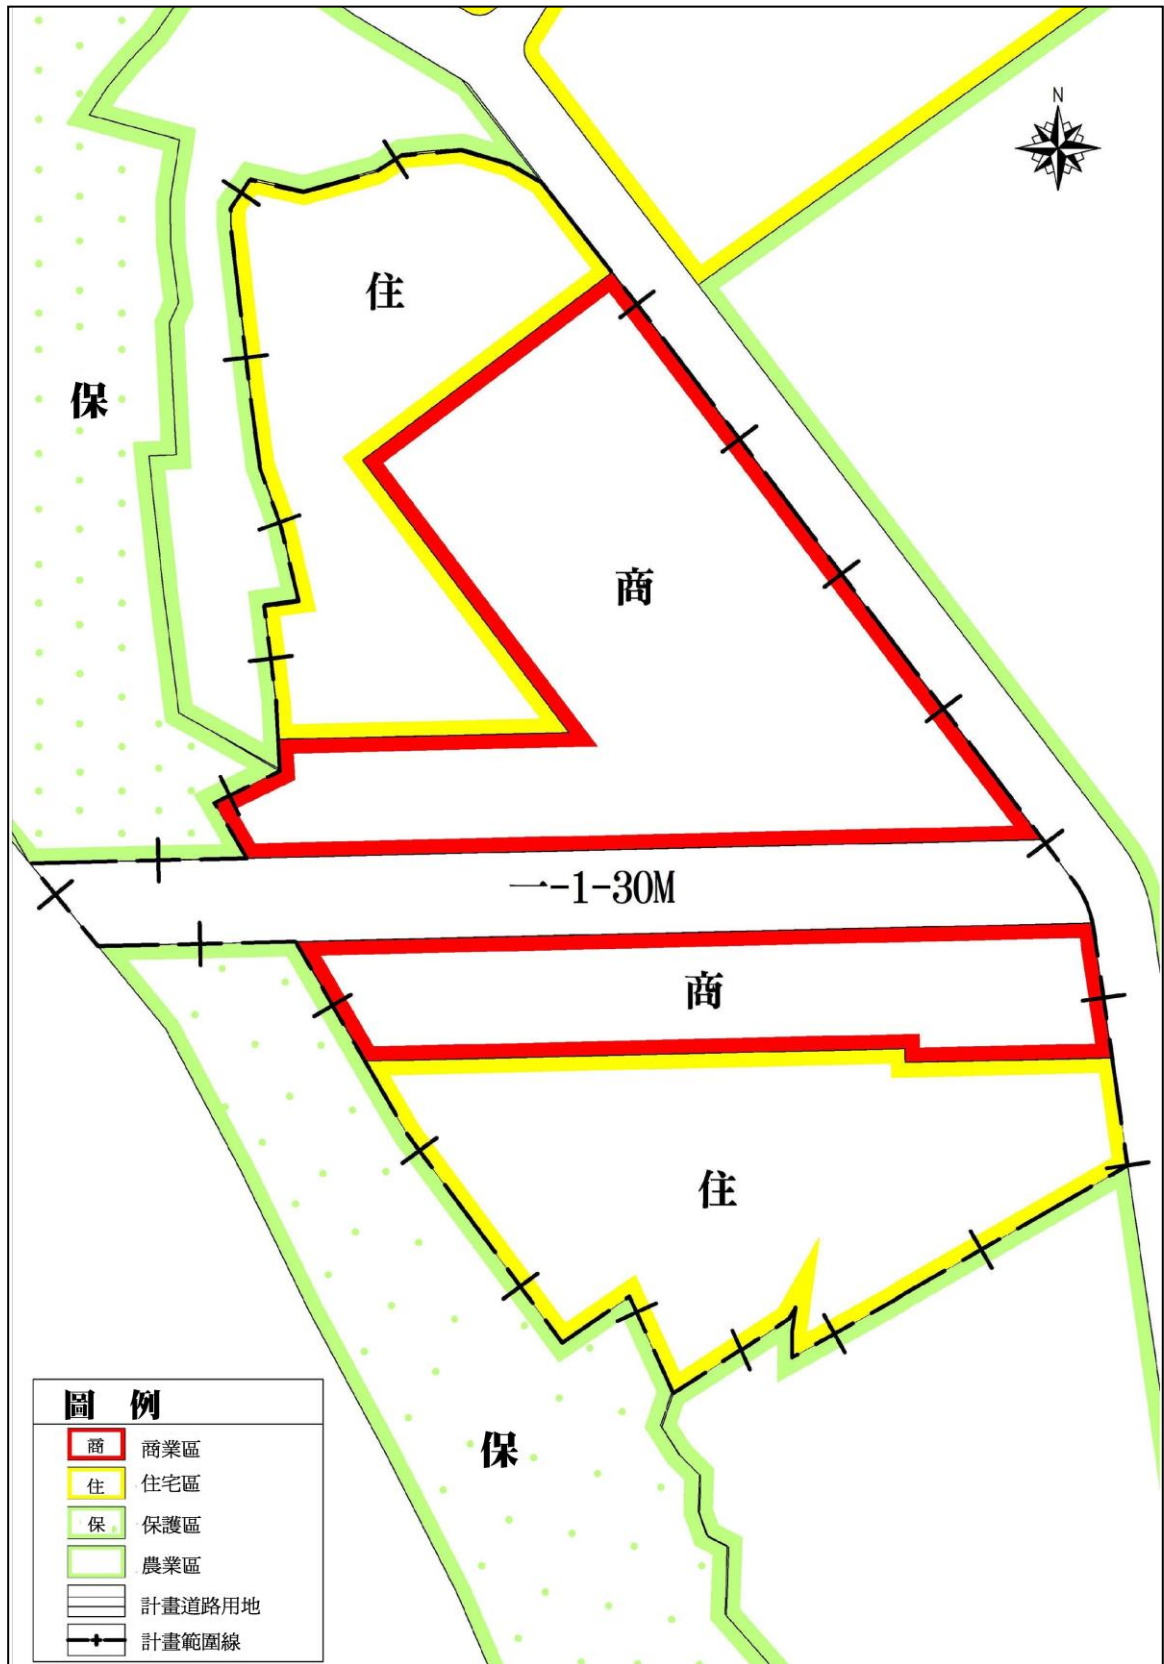 N
住
保
商
一-1-30M
商
住
保
圖 例
商 商業區
住 住宅區
保 保護區
農業區
計畫道路用地
計畫範圍線